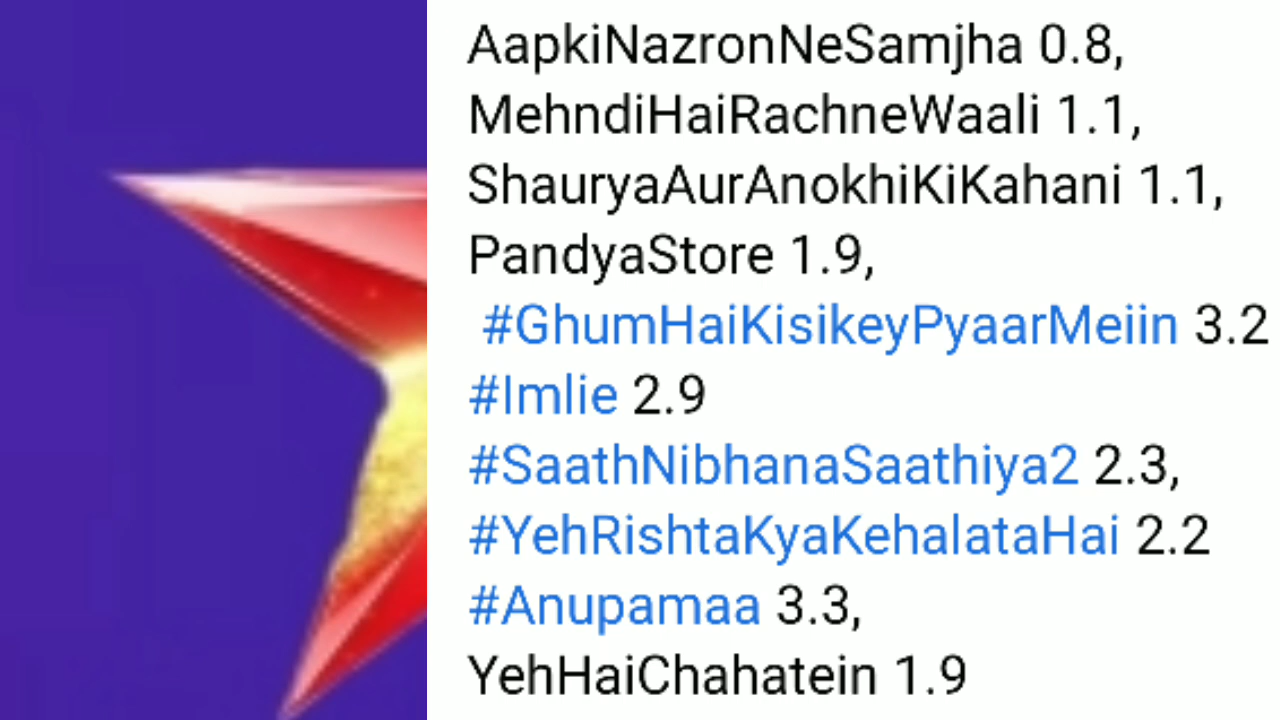 AapkiNazronNeSamjha 0.8,
MehndiHaiRachneWaali 1.1,
ShauryaAurAnokhiKiKahani 1.1,
PandyaStore 1.9,
#GhumHaiKisikeyPyaarMeiin 3.2
#Imlie 2.9
#SaathNibhanaSaathiya2 2.3,
#YehRishtaKyaKehalataHai 2.2
#Anupamaa 3.3,
YehHaiChahatein 1.9